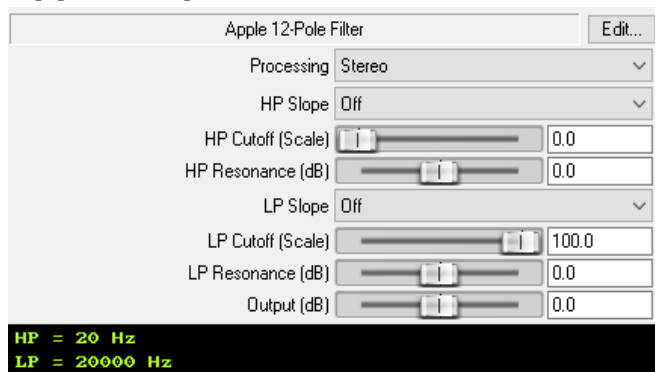 Apple 12-Pole Filter Edit...
Processing Stereo
HP Slope Off
HP Cutoff (Scale) 0.0
HP Resonance (dB) 0.0
LP Slope Off
LP Cutoff (Scale) 100.0
LP Resonance (dB) 0.0
Output (dB) 0.0
HP = 20 Hz
LP = 20000 Hz